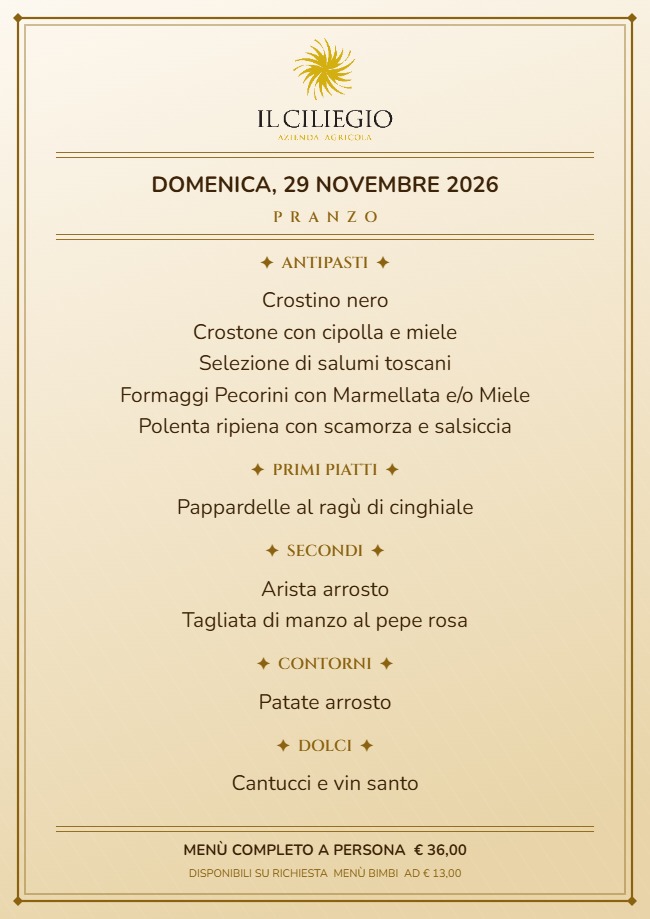 IL CILIEGIO
AZIENDA AGRICOLA
DOMENICA, 29 NOVEMBRE 2026
PRANZO
✦ ANTIPASTI ✦
Crostino nero
Crostone con cipolla e miele
Selezione di salumi toscani
Formaggi Pecorini con Marmellata e/o Miele
Polenta ripiena con scamorza e salsiccia
✦ PRIMI PIATTI ✦
Pappardelle al ragù di cinghiale
✦ SECONDI ✦
Arista arrosto
Tagliata di manzo al pepe rosa
✦ CONTORNI ✦
Patate arrosto
✦ DOLCI ✦
Cantucci e vin santo
MENÙ COMPLETO A PERSONA € 36,00
DISPONIBILI SU RICHIESTA MENÙ BIMBI AD € 13,00